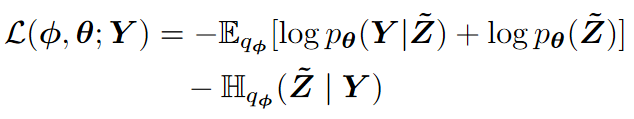 ℒ(ϕ, θ; Y) = −𝔼_{q_ϕ}[log p_θ(Y|Z̃) + log p_θ(Z̃)]
− ℍ_{q_ϕ}(Z̃ | Y)